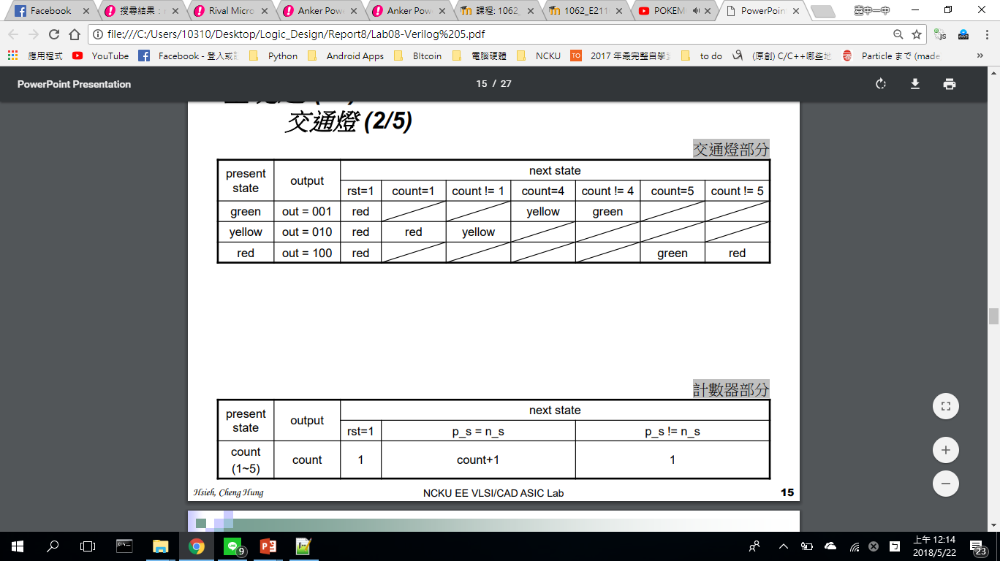 Facebook
搜尋結果：
Rival Micro
Anker Pow
Anker Pow
課程: 1062_
1062_E211
POKEM
PowerPoin
臺中一中
file:///C:/Users/10310/Desktop/Logic_Design/Report8/Lab08-Verilog%205.pdf
應用程式
YouTube
Facebook - 登入或註
Python
Android Apps
BItcoin
電腦硬體
NCKU
TO
2017 年最完整自學
to do
(原創) C/C++哪些地
Particle まで (made
»
PowerPoint Presentation
15 / 27
交通燈 (2/5)
交通燈部分
present state
output
next state
rst=1
count=1
count != 1
count=4
count != 4
count=5
count != 5
green
out = 001
red
yellow
green
yellow
out = 010
red
red
yellow
red
out = 100
red
green
red
計數器部分
present state
output
next state
rst=1
p_s = n_s
p_s != n_s
count (1~5)
count
1
count+1
1
Hsieh, Cheng Hung
NCKU EE VLSI/CAD ASIC Lab
15
9
上午 12:14
2018/5/22
23